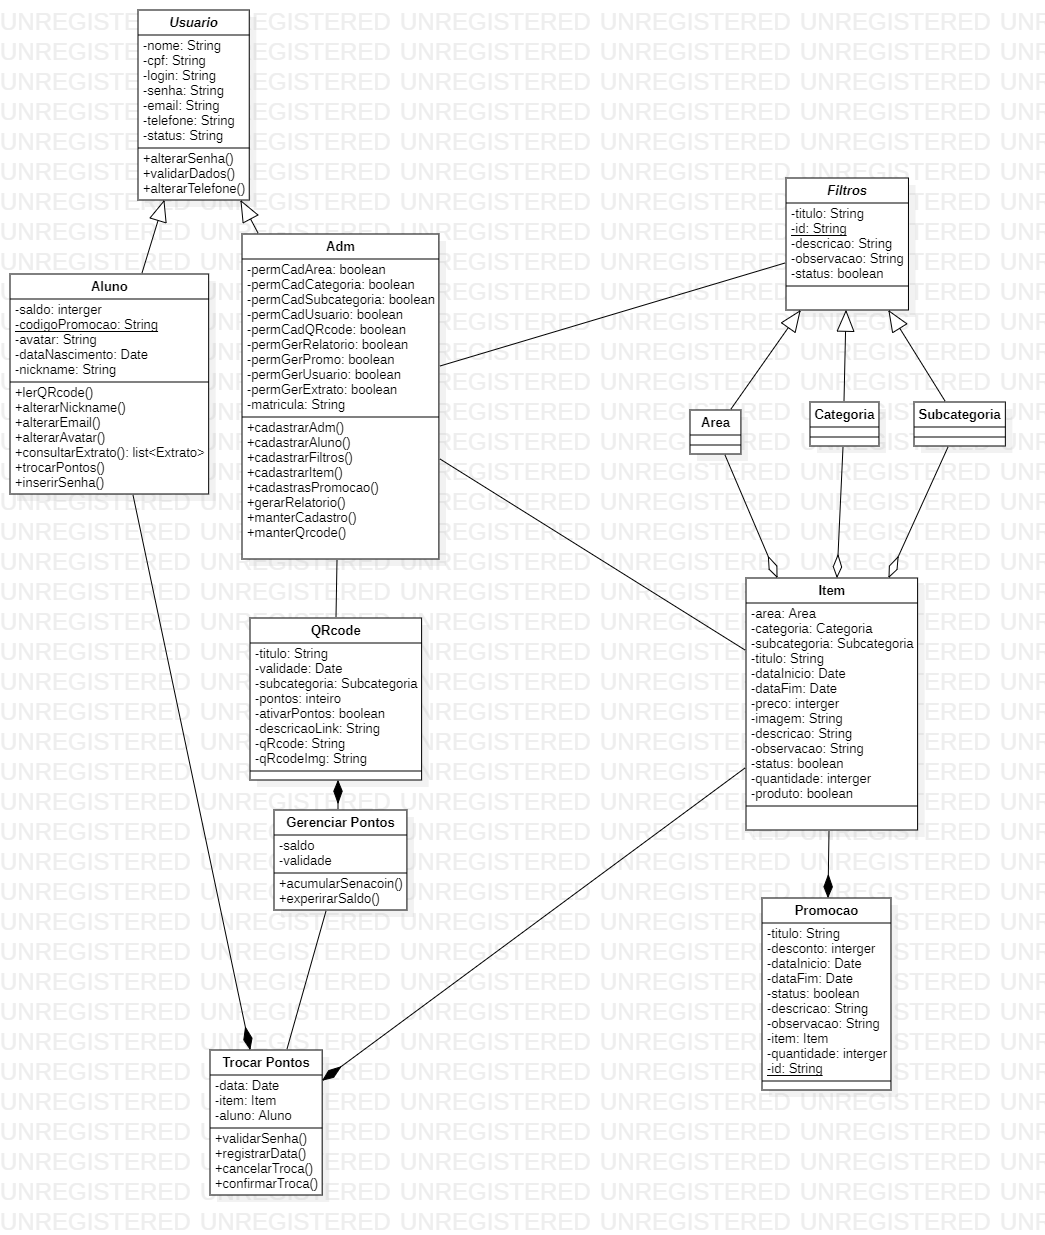 Usuario
-nome: String
-cpf: String
-login: String
-senha: String
-email: String
-telefone: String
-status: String
+alterarSenha()
+validarDados()
+alterarTelefone()
Aluno
-saldo: interger
-codigoPromocao: String
-avatar: String
-dataNascimento: Date
-nickname: String
+lerQRcode()
+alterarNickname()
+alterarEmail()
+alterarAvatar()
+consultarExtrato(): list<Extrato>
+trocarPontos()
+inserirSenha()
Adm
-permCadArea: boolean
-permCadCategoria: boolean
-permCadSubcategoria: boolean
-permCadUsuario: boolean
-permCadQRcode: boolean
-permGerRelatorio: boolean
-permGerPromo: boolean
-permGerUsuario: boolean
-permGerExtrato: boolean
-matricula: String
+cadastrarAdm()
+cadastrarAluno()
+cadastrarFiltros()
+cadastrarItem()
+cadastrasPromocao()
+gerarRelatorio()
+manterCadastro()
+manterQrcode()
Filtros
-titulo: String
-id: String
-descricao: String
-observacao: String
-status: boolean
Area
Categoria
Subcategoria
Item
-area: Area
-categoria: Categoria
-subcategoria: Subcategoria
-titulo: String
-dataInicio: Date
-dataFim: Date
-preco: interger
-imagem: String
-descricao: String
-observacao: String
-status: boolean
-quantidade: interger
-produto: boolean
QRcode
-titulo: String
-validade: Date
-subcategoria: Subcategoria
-pontos: inteiro
-ativarPontos: boolean
-descricaoLink: String
-qRcode: String
-qRcodeImg: String
Gerenciar Pontos
-saldo
-validade
+acumularSenacoin()
+experirarSaldo()
Promocao
-titulo: String
-desconto: interger
-dataInicio: Date
-dataFim: Date
-status: boolean
-descricao: String
-observacao: String
-item: Item
-quantidade: interger
-id: String
Trocar Pontos
-data: Date
-item: Item
-aluno: Aluno
+validarSenha()
+registrarData()
+cancelarTroca()
+confirmarTroca()
UNREGISTERED